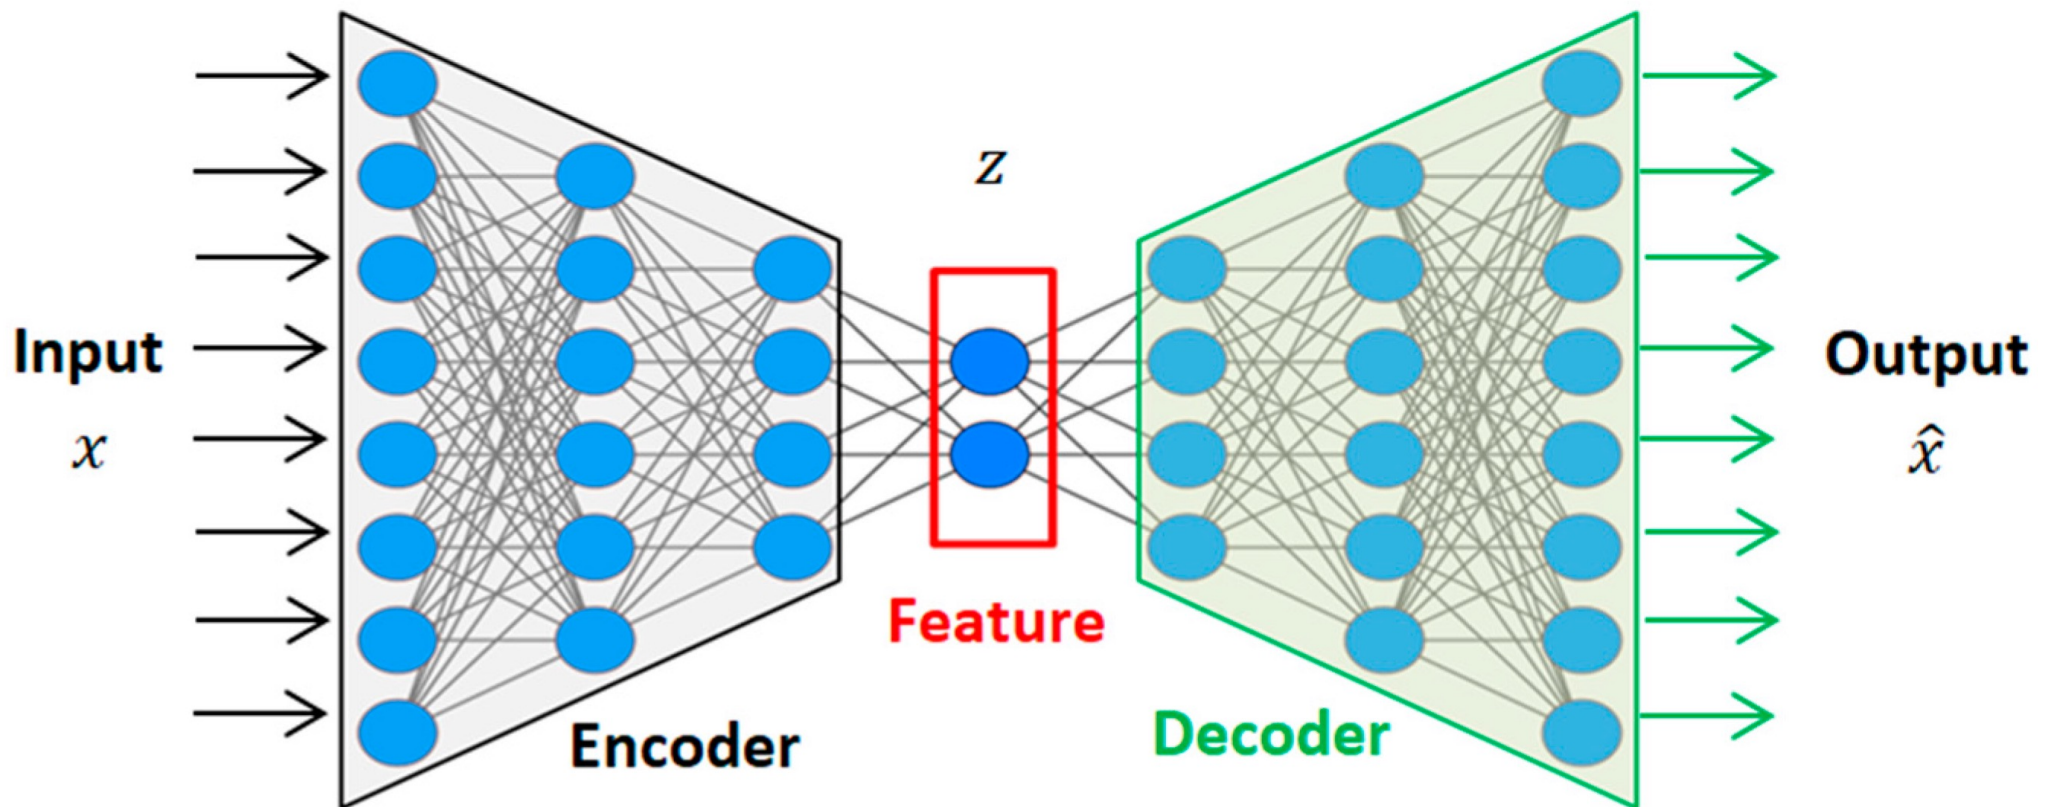 Input
x
Encoder
z
Feature
Decoder
Output
x̂